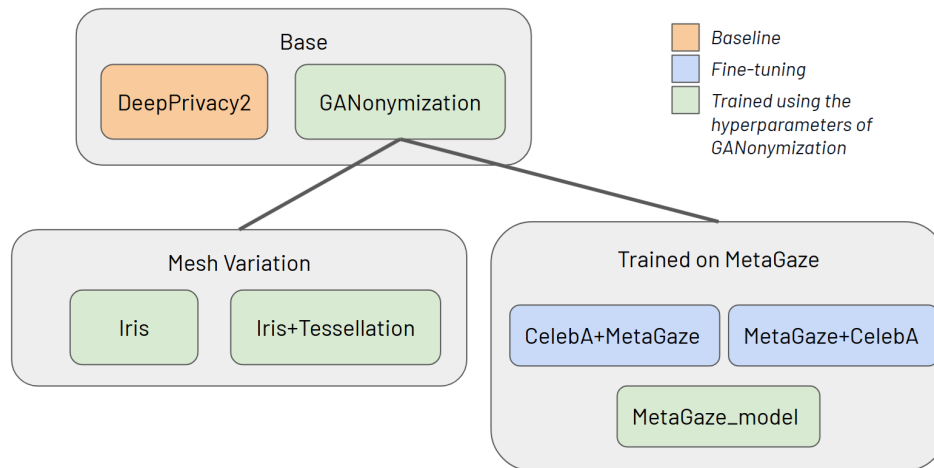 Base
DeepPrivacy2
GANonymization
Baseline
Fine-tuning
Trained using the
hyperparameters of
GANonymization
Mesh Variation
Iris
Iris+Tessellation
Trained on MetaGaze
CelebA+MetaGaze
MetaGaze+CelebA
MetaGaze_model